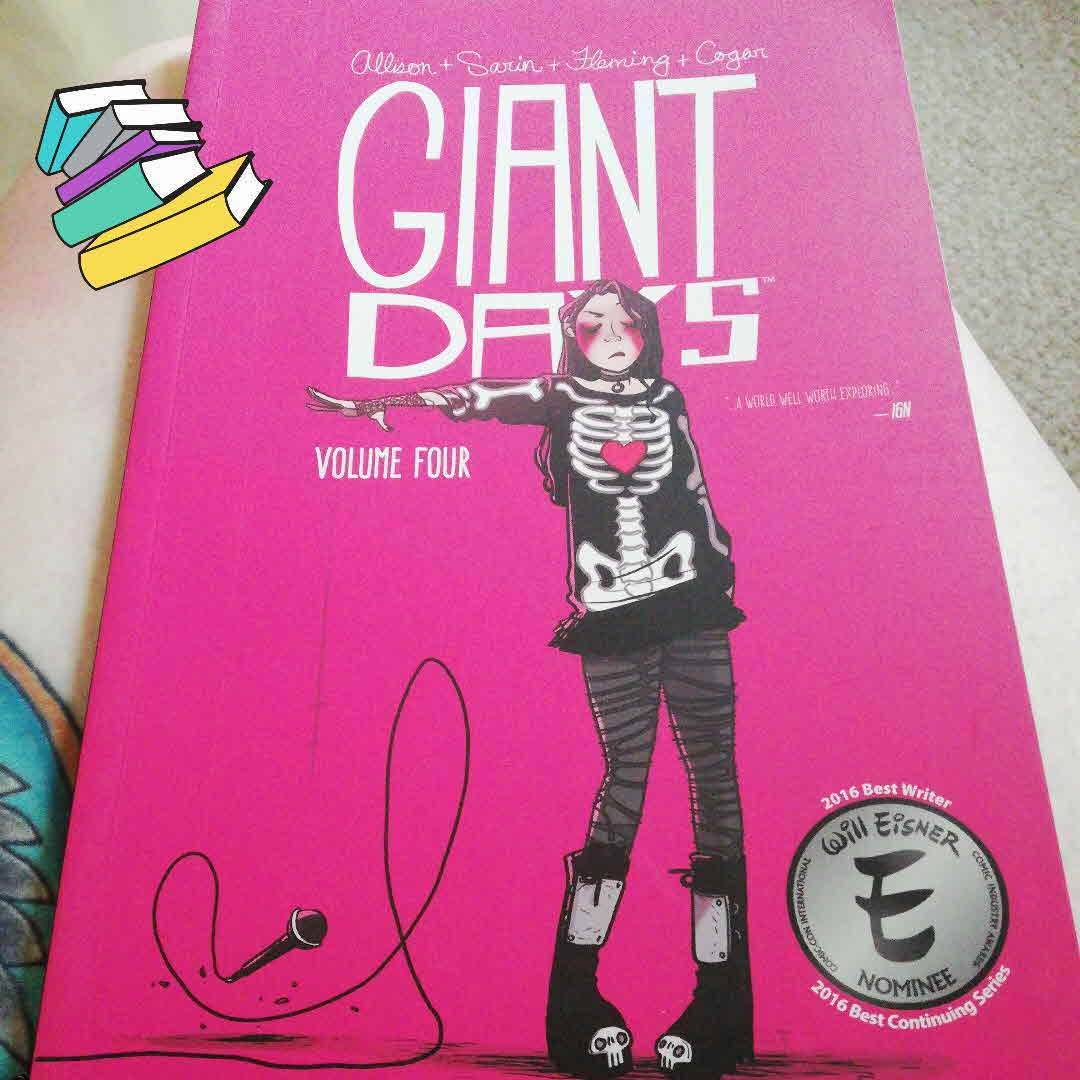 Allison + Sarin + Fleming + Cogar
GIANT
DAYS™
"...A WORLD WELL WORTH EXPLORING..."
— IGN
VOLUME FOUR
2016 Best Writer
Will EisNER
COMIC-CON INTERNATIONAL
COMIC INDUSTRY AWARDS
E
NOMINEE
2016 Best Continuing Series